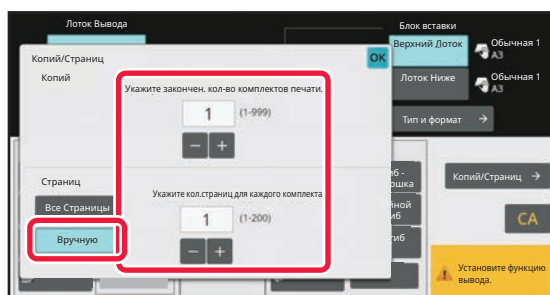 Лоток Вывода
Блок вставки
Верхний Лоток
Обычная 1
A3
Копий/Страниц
OK
Копий
Укажите закончен. кол-во комплектов печати.
Лоток Ниже
Обычная 1
A3
1
(1-999)
Тип и формат →
− +
Страниц
Укажите кол.страниц для каждого комплекта
Копий/Страниц →
Все Страницы
1
(1-200)
CA
Вручную
− +
Установите функцию
вывода.